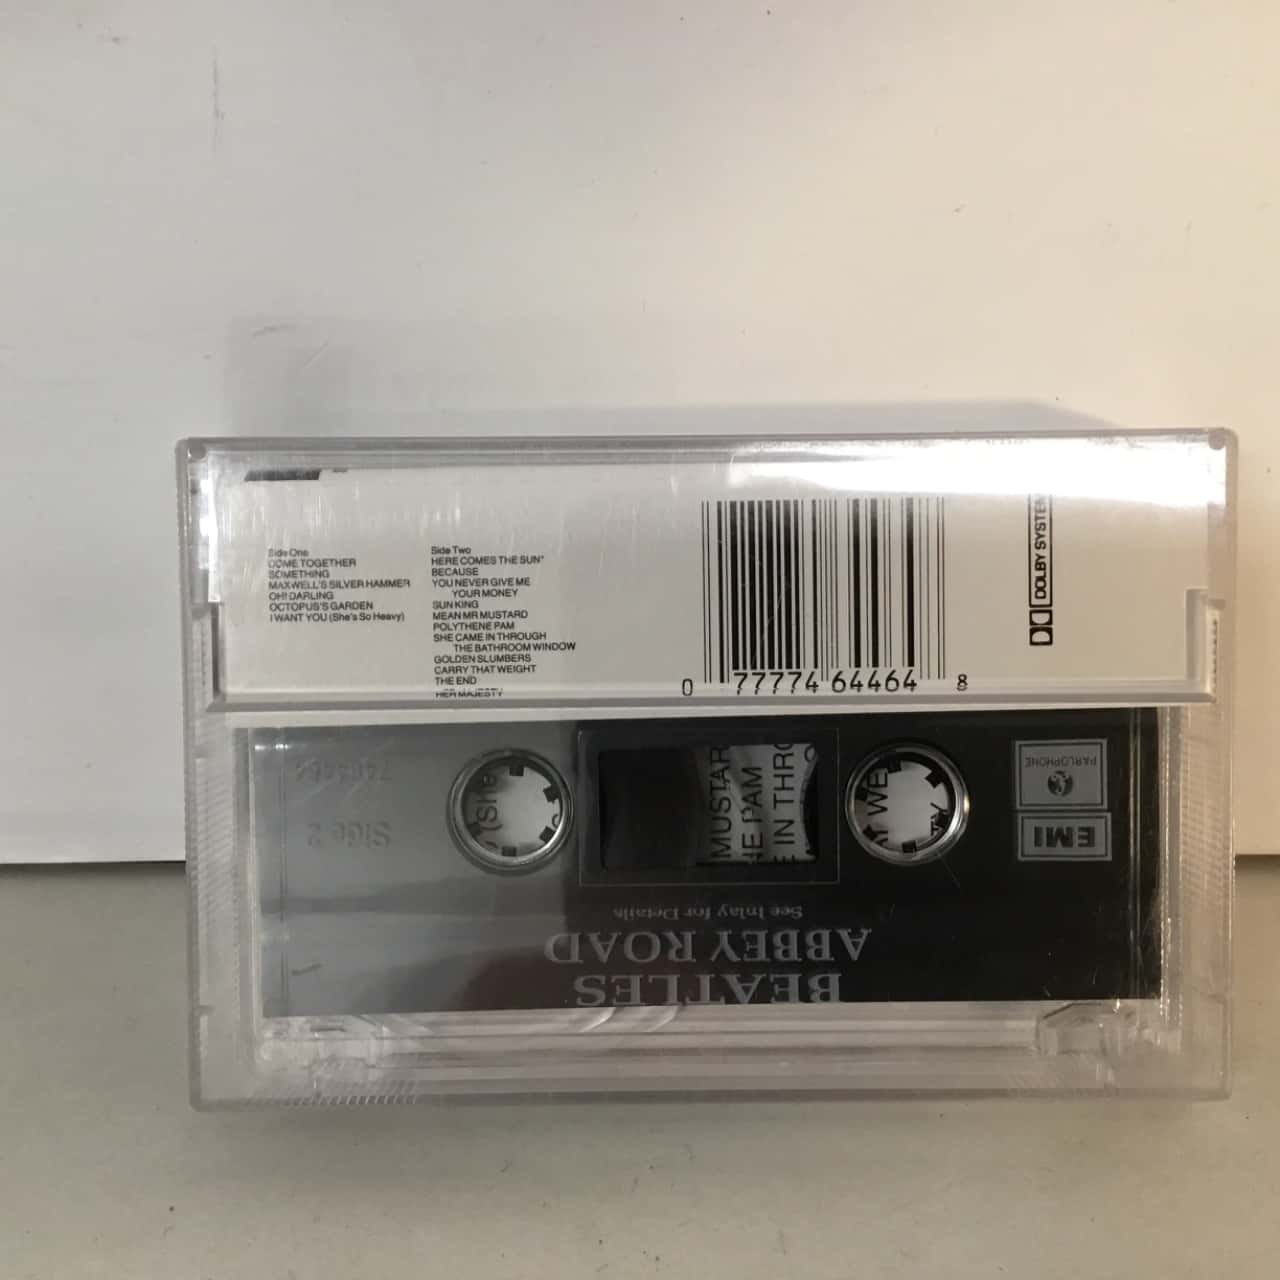 Side One
COME TOGETHER
SOMETHING
MAXWELL'S SILVER HAMMER
OH! DARLING
OCTOPUS'S GARDEN
I WANT YOU (She's So Heavy)
Side Two
HERE COMES THE SUN*
BECAUSE
YOU NEVER GIVE ME
YOUR MONEY
SUN KING
MEAN MR MUSTARD
POLYTHENE PAM
SHE CAME IN THROUGH
THE BATHROOM WINDOW
GOLDEN SLUMBERS
CARRY THAT WEIGHT
THE END
HER MAJESTY
0 77774 64464 8
DOLBY SYSTEM
BEATLES
ABBEY ROAD
See Inlay for Details
EMI
PARLOPHONE
Side 2
MUSTAR
HE PAM
E IN THRO
(She